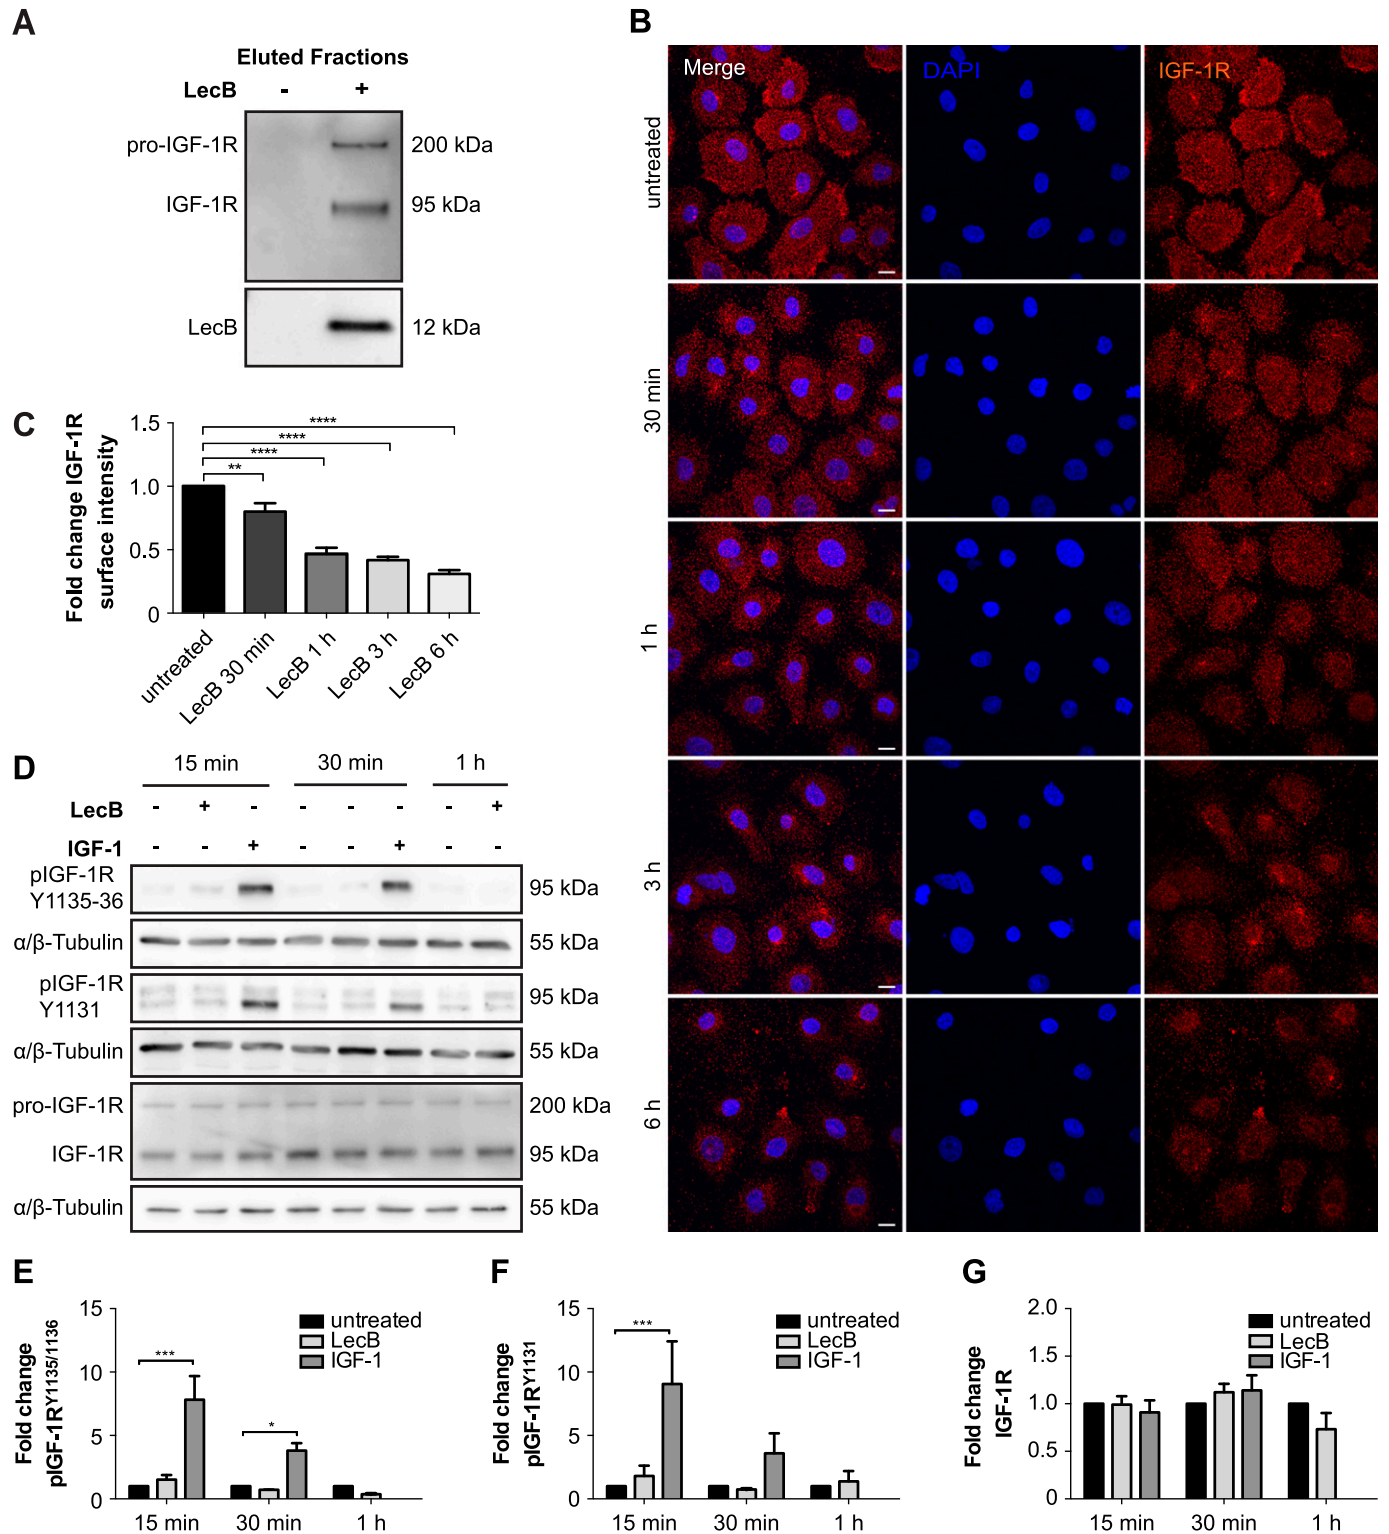 A
Eluted Fractions
LecB - +
pro-IGF-1R 200 kDa
IGF-1R 95 kDa
LecB 12 kDa
B
Merge DAPI IGF-1R
untreated
30 min
1 h
3 h
6 h
C
Fold change IGF-1R
surface intensity
1.5
1.0
0.5
0
**
****
****
****
untreated
LecB 30 min
LecB 1 h
LecB 3 h
LecB 6 h
D
15 min 30 min 1 h
LecB - + - - - - - +
IGF-1 - - + - - + - -
pIGF-1R
Y1135-36 95 kDa
α/β-Tubulin 55 kDa
pIGF-1R
Y1131 95 kDa
α/β-Tubulin 55 kDa
pro-IGF-1R 200 kDa
IGF-1R 95 kDa
α/β-Tubulin 55 kDa
E
Fold change
pIGF-1RY1135/1136
15
10
5
0
untreated
LecB
IGF-1
***
*
15 min 30 min 1 h
F
Fold change
pIGF-1RY1131
15
10
5
0
untreated
LecB
IGF-1
***
15 min 30 min 1 h
G
Fold change
IGF-1R
2.0
1.5
1.0
0.5
0
untreated
LecB
IGF-1
15 min 30 min 1 h